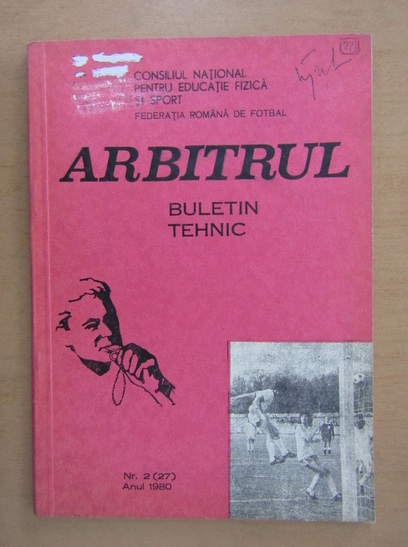 CONSILIUL NAȚIONAL
PENTRU EDUCAȚIE FIZICĂ
ȘI SPORT
FEDERAȚIA ROMÂNĂ DE FOTBAL
ARBITRUL
BULETIN
TEHNIC
Nr. 2 (27)
Anul 1980